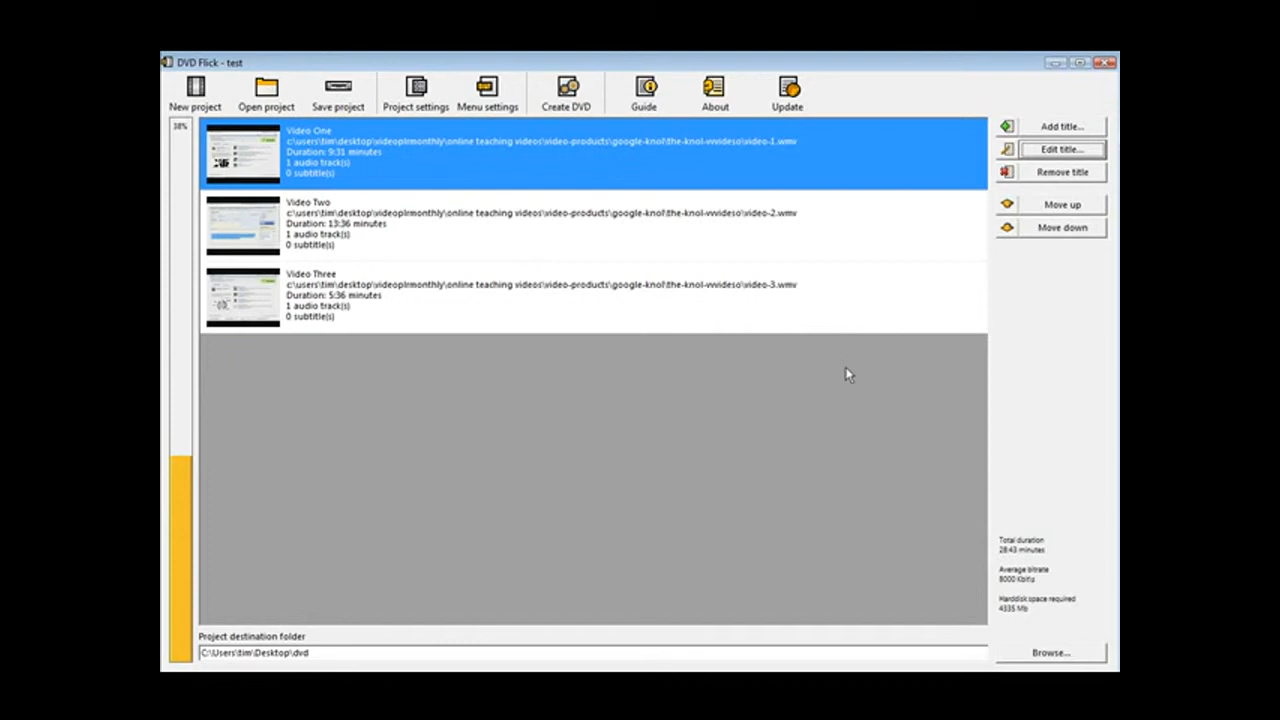 DVD Flick - test
New project
Open project
Save project
Project settings
Menu settings
Create DVD
Guide
About
Update
38%
Video One
c:\users\tim\desktop\videoplrmonthly\online teaching videos\video-products\google-knol\the-knol-vvvideso\video-1.wmv
Duration: 9:31 minutes
1 audio track(s)
0 subtitle(s)
Video Two
c:\users\tim\desktop\videoplrmonthly\online teaching videos\video-products\google-knol\the-knol-vvvideso\video-2.wmv
Duration: 13:36 minutes
1 audio track(s)
0 subtitle(s)
Video Three
c:\users\tim\desktop\videoplrmonthly\online teaching videos\video-products\google-knol\the-knol-vvvideso\video-3.wmv
Duration: 5:36 minutes
1 audio track(s)
0 subtitle(s)
Add title...
Edit title...
Remove title
Move up
Move down
Total duration
28:43 minutes
Average bitrate
8000 Kbit/s
Harddisk space required
4335 Mb
Project destination folder
C:\Users\tim\Desktop\dvd
Browse...